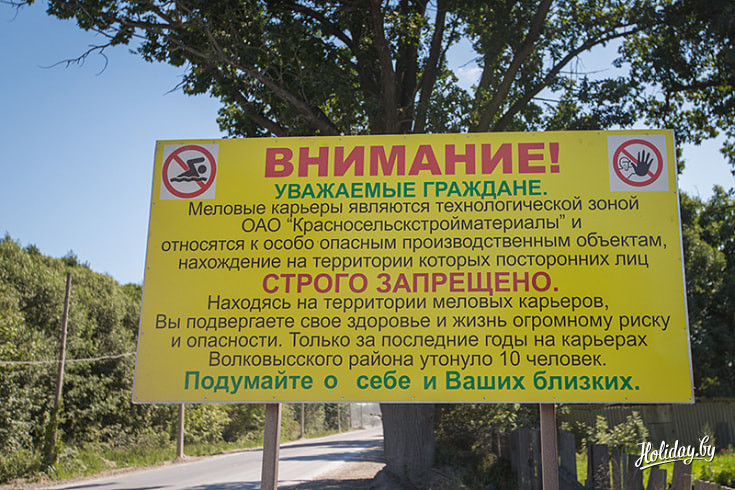 ВНИМАНИЕ!
УВАЖАЕМЫЕ ГРАЖДАНЕ.
Меловые карьеры являются технологической зоной
ОАО "Красносельскстройматериалы" и
относятся к особо опасным производственным объектам,
нахождение на территории которых посторонних лиц
СТРОГО ЗАПРЕЩЕНО.
Находясь на территории меловых карьеров,
Вы подвергаете свое здоровье и жизнь огромному риску
и опасности. Только за последние годы на карьерах
Волковысского района утонуло 10 человек.
Подумайте о себе и Ваших близких.
Holiday.by